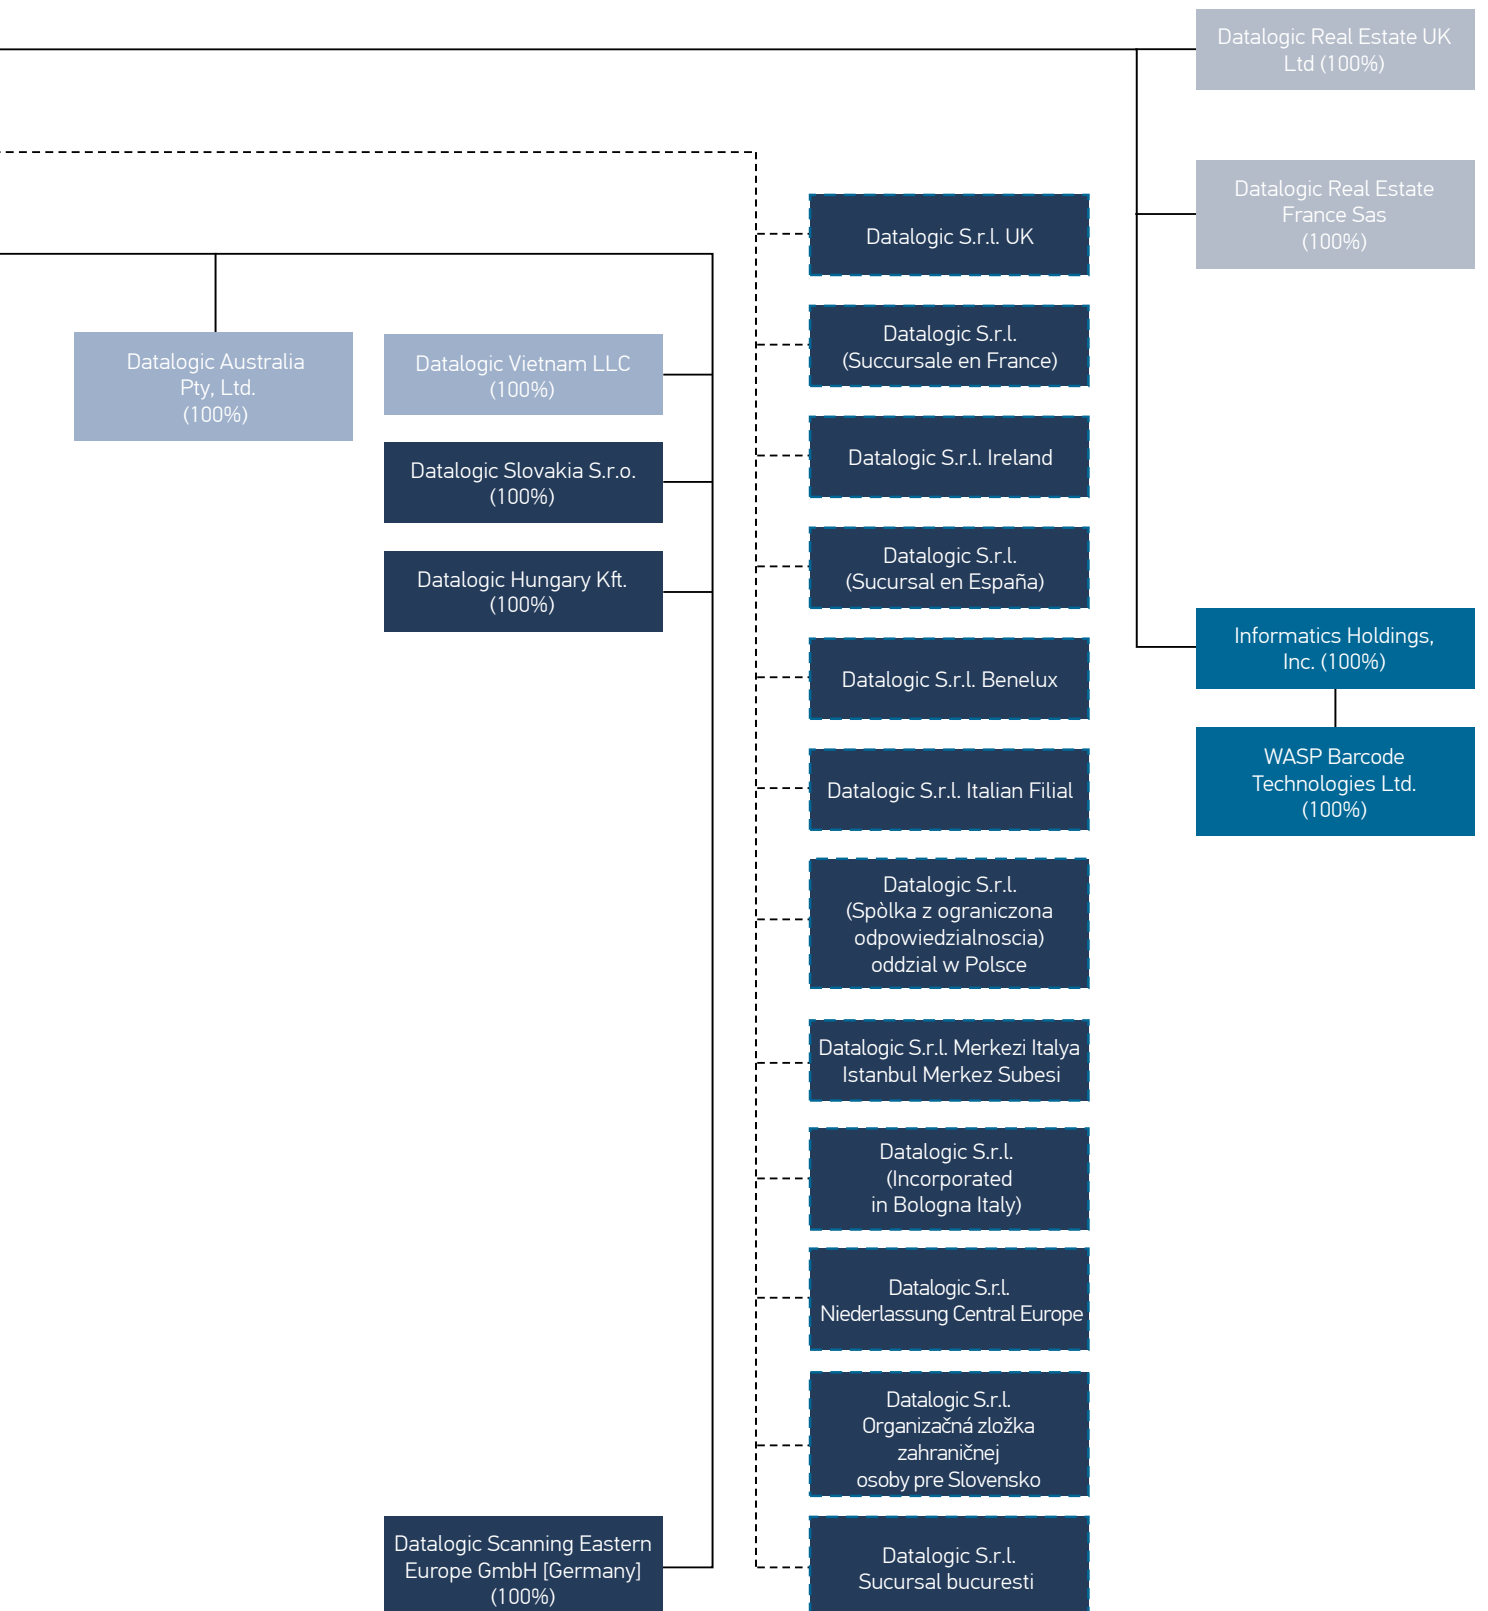 Datalogic Real Estate UK
Ltd (100%)
Datalogic Real Estate
France Sas
(100%)
Datalogic Australia
Pty, Ltd.
(100%)
Datalogic Vietnam LLC
(100%)
Datalogic Slovakia S.r.o.
(100%)
Datalogic Hungary Kft.
(100%)
Datalogic Scanning Eastern
Europe GmbH [Germany]
(100%)
Datalogic S.r.l. UK
Datalogic S.r.l.
(Succursale en France)
Datalogic S.r.l. Ireland
Datalogic S.r.l.
(Sucursal en España)
Datalogic S.r.l. Benelux
Datalogic S.r.l. Italian Filial
Datalogic S.r.l.
(Spòlka z ograniczona
odpowiedzialnoscia)
oddzial w Polsce
Datalogic S.r.l. Merkezi Italya
Istanbul Merkez Subesi
Datalogic S.r.l.
(Incorporated
in Bologna Italy)
Datalogic S.r.l.
Niederlassung Central Europe
Datalogic S.r.l.
Organizačná zložka
zahraničnej
osoby pre Slovensko
Datalogic S.r.l.
Sucursal bucuresti
Informatics Holdings,
Inc. (100%)
WASP Barcode
Technologies Ltd.
(100%)